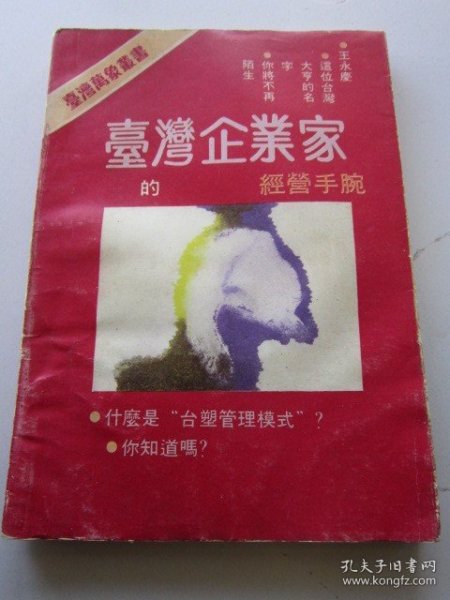 臺灣萬象叢書
●王永慶
●這位台灣
大亨的名
字
●你將不再
陌生
臺灣企業家
的 經營手腕
●什麼是“台塑管理模式”?
●你知道嗎?
孔夫子旧书网
www.kongfz.com